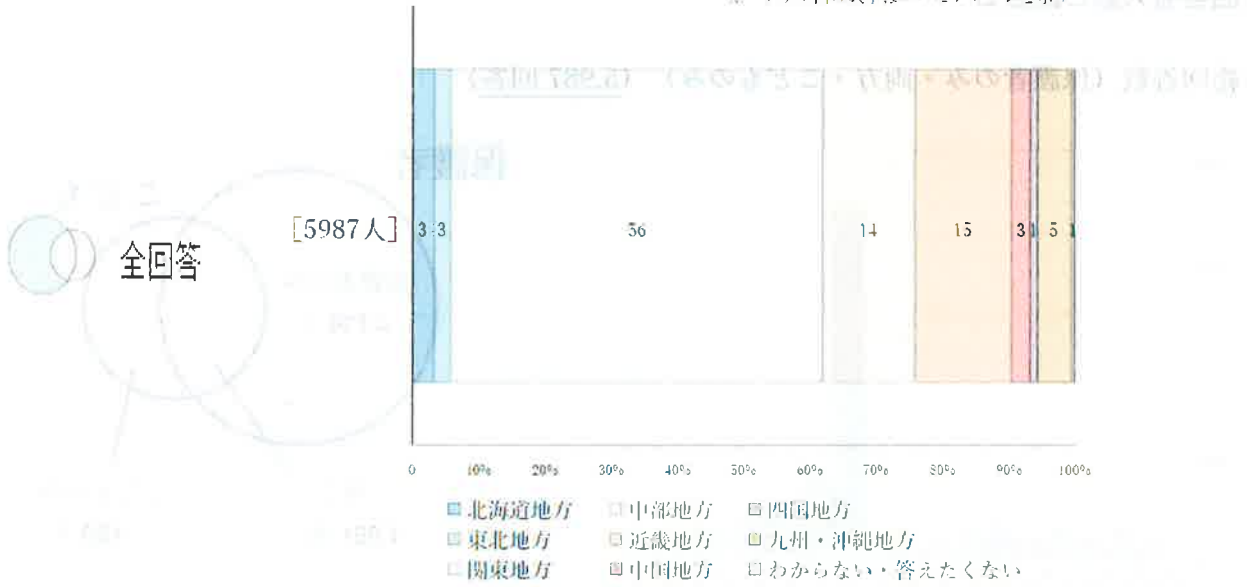 [5987人] 3 3 56 14 15 3 1 5 1
全回答
0 10% 20% 30% 40% 50% 60% 70% 80% 90% 100%
北海道地方 中部地方 四国地方
東北地方 近畿地方 九州・沖縄地方
関東地方 中国地方 わからない・答えたくない